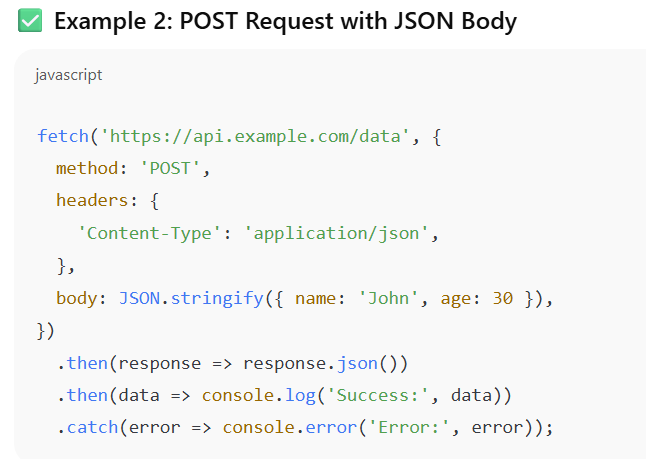 ✅ Example 2: POST Request with JSON Body
javascript
fetch('https://api.example.com/data', {
  method: 'POST',
  headers: {
    'Content-Type': 'application/json',
  },
  body: JSON.stringify({ name: 'John', age: 30 }),
})
  .then(response => response.json())
  .then(data => console.log('Success:', data))
  .catch(error => console.error('Error:', error));